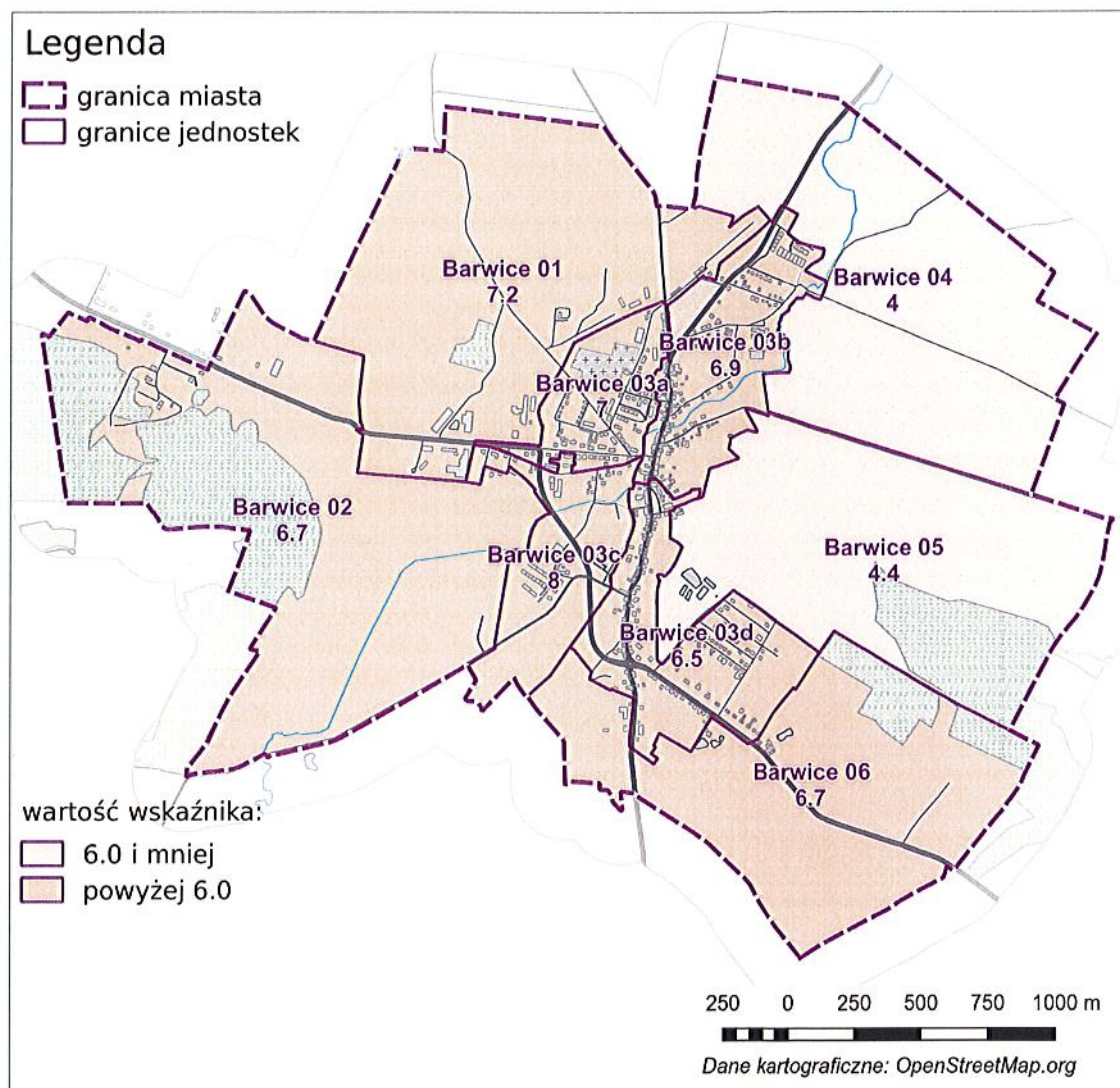 Legenda
granica miasta
granice jednostek
Barwice 01
7.2
Barwice 04
4
Barwice 03b
6.9
Barwice 03a
7
Barwice 02
6.7
Barwice 03c
8
Barwice 05
4.4
Barwice 03d
6.5
Barwice 06
6.7
wartość wskaźnika:
6.0 i mniej
powyżej 6.0
250 0 250 500 750 1000 m
Dane kartograficzne: OpenStreetMap.org